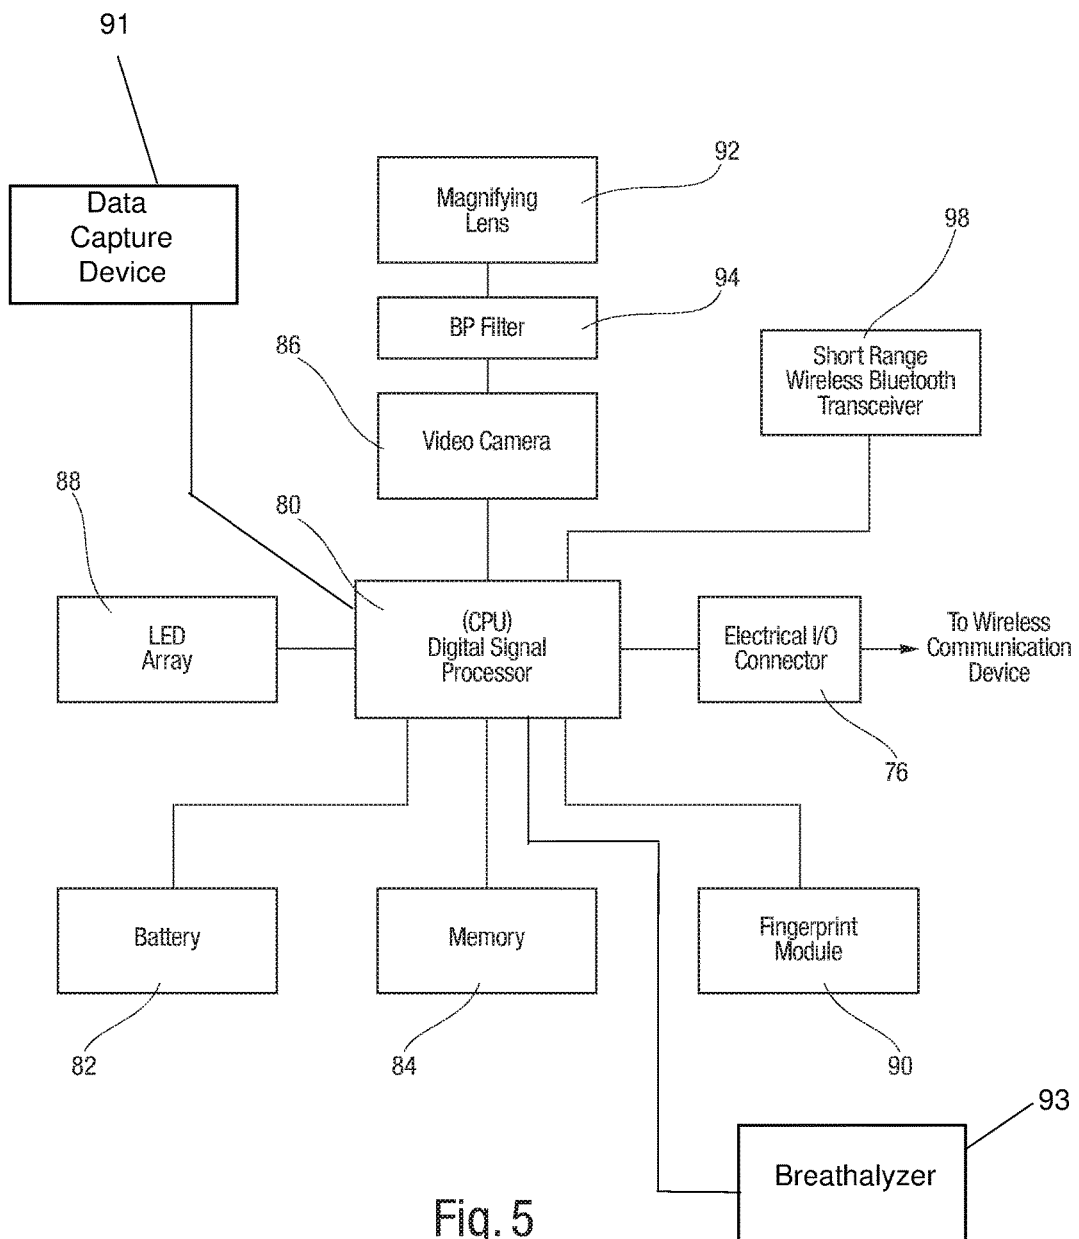 91
Data
Capture
Device
Magnifying
Lens
92
BP Filter
94
86
Video Camera
98
Short Range
Wireless Bluetooth
Transceiver
88
LED
Array
80
(CPU)
Digital Signal
Processor
Electrical I/O
Connector
76
To Wireless
Communication
Device
Battery
82
Memory
84
Fingerprint
Module
90
93
Breathalyzer
Fig. 5